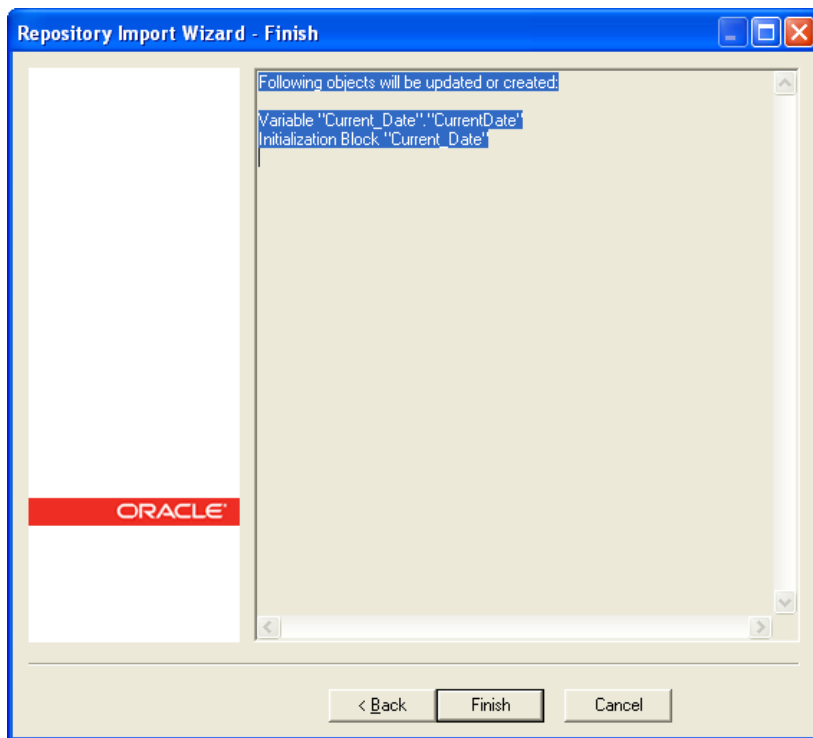 Repository Import Wizard - Finish
Following objects will be updated or created:
Variable "Current_Date"."CurrentDate"
Initialization Block "Current_Date"
ORACLE
< Back
Finish
Cancel